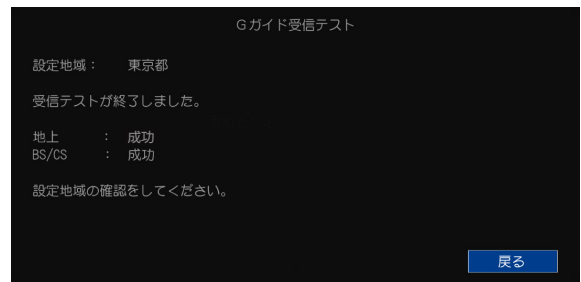 Gガイド受信テスト
設定地域： 東京都
受信テストが終了しました。
地上 ： 成功
BS/CS ： 成功
設定地域の確認をしてください。
戻る